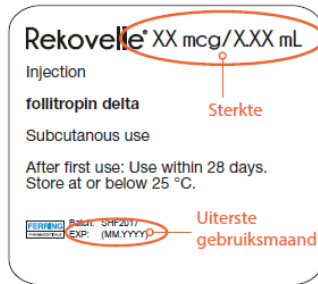 Rekovelle® XX mcg/X.XX mL
Injection
follitropin delta
Sterkte
Subcutanous use
After first use: Use within 28 days.
Store at or below 25 °C.
FERRING
PHARMACEUTICALS
Batch: SHF2017
EXP: (MM.YYYY)
Uiterste
gebruiksmaand